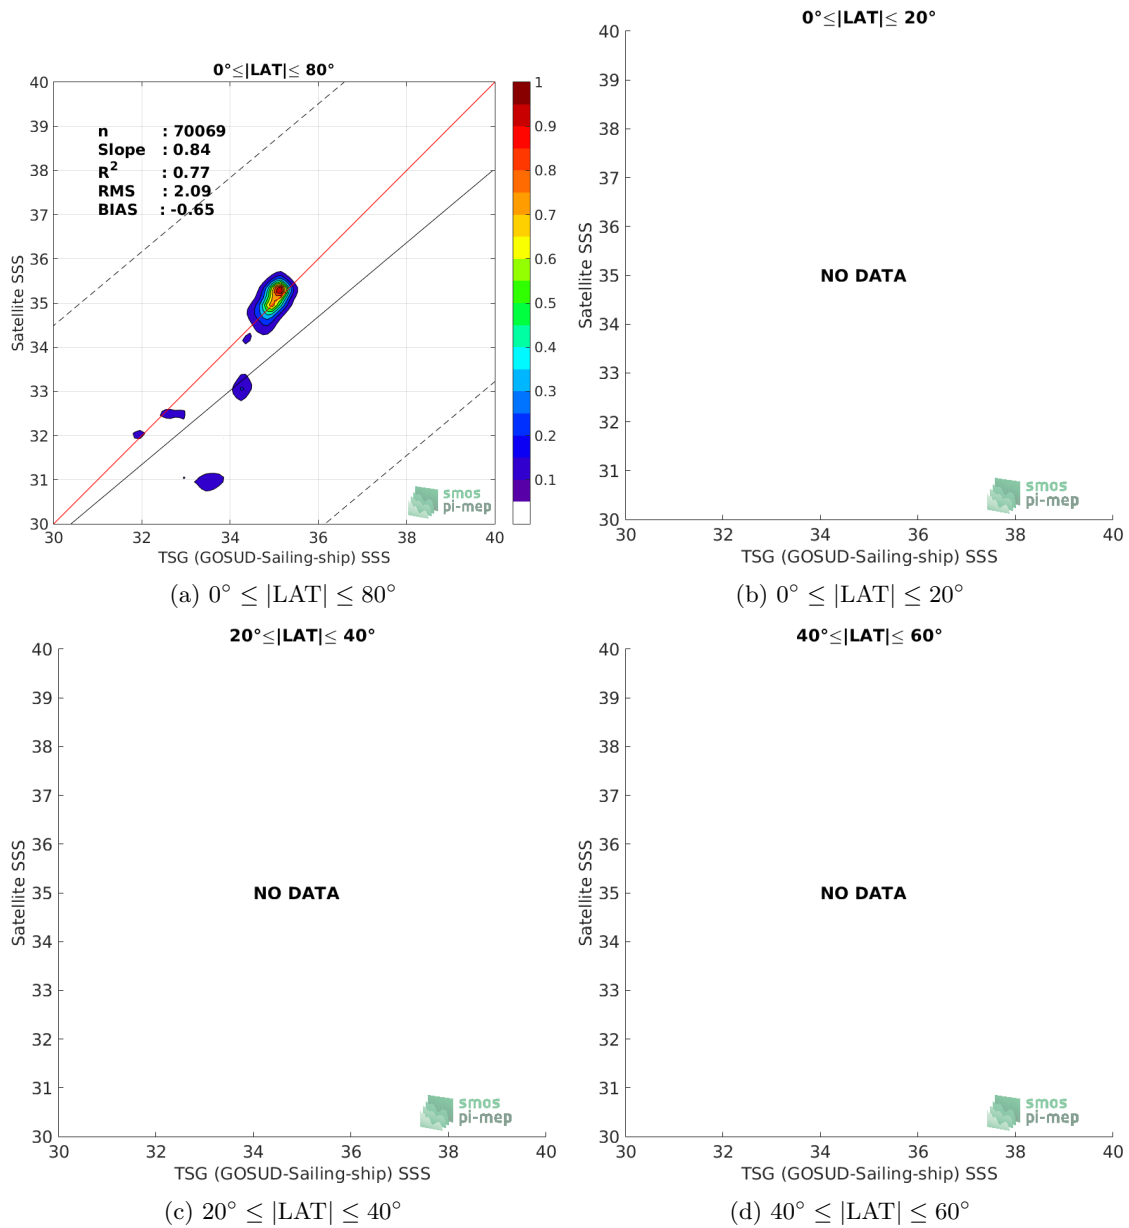 0°≤|LAT|≤ 80°
n : 70069
Slope : 0.84
R2 : 0.77
RMS : 2.09
BIAS : -0.65
40
39
38
37
36
35
34
33
32
31
30
Satellite SSS
30 32 34 36 38 40
TSG (GOSUD-Sailing-ship) SSS
1
0.9
0.8
0.7
0.6
0.5
0.4
0.3
0.2
0.1
smos
pi-mep
(a) 0° ≤ |LAT| ≤ 80°
0°≤|LAT|≤ 20°
40
39
38
37
36
35
34
33
32
31
30
Satellite SSS
NO DATA
smos
pi-mep
30 32 34 36 38 40
TSG (GOSUD-Sailing-ship) SSS
(b) 0° ≤ |LAT| ≤ 20°
20°≤|LAT|≤ 40°
40
39
38
37
36
35
34
33
32
31
30
Satellite SSS
NO DATA
smos
pi-mep
30 32 34 36 38 40
TSG (GOSUD-Sailing-ship) SSS
(c) 20° ≤ |LAT| ≤ 40°
40°≤|LAT|≤ 60°
40
39
38
37
36
35
34
33
32
31
30
Satellite SSS
NO DATA
smos
pi-mep
30 32 34 36 38 40
TSG (GOSUD-Sailing-ship) SSS
(d) 40° ≤ |LAT| ≤ 60°